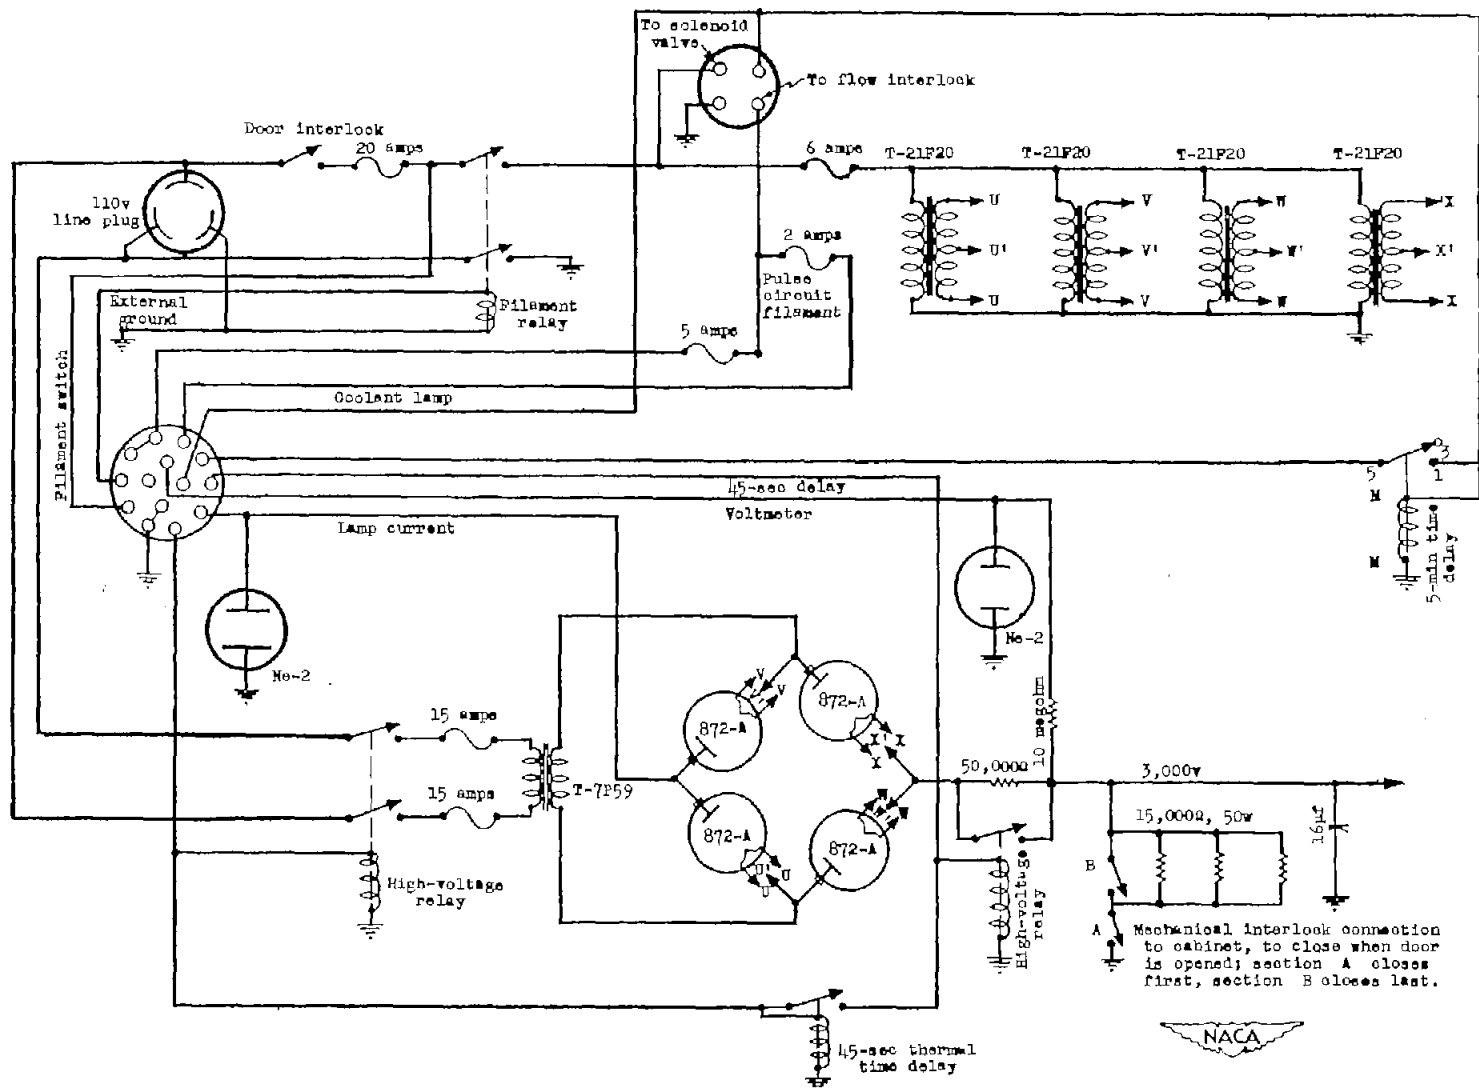 To solenoid
valve
To flow interlock
Door interlock
20 amps
6 amps
T-21F20
T-21F20
T-21F20
T-21F20
110v
line plug
U
V
W
X
U'
V'
W'
X'
U
V
W
X
2 amps
Pulse
circuit
filament
External
ground
Filament
relay
5 amps
Filament switch
Coolant lamp
45-sec delay
Voltmeter
Lamp current
5
3
1
M
M
5-min time
delay
Ne-2
Ne-2
15 amps
15 amps
T-7P59
872-A
872-A
872-A
872-A
V
V
X'
X
X
U'
U
U
10 megohm
50,000Ω
3,000v
15,000Ω, 50w
16μf
B
A
High-voltage
relay
High-voltage
relay
Mechanical interlock connection
to cabinet, to close when door
is opened; section A closes
first, section B closes last.
45-sec thermal
time delay
NACA